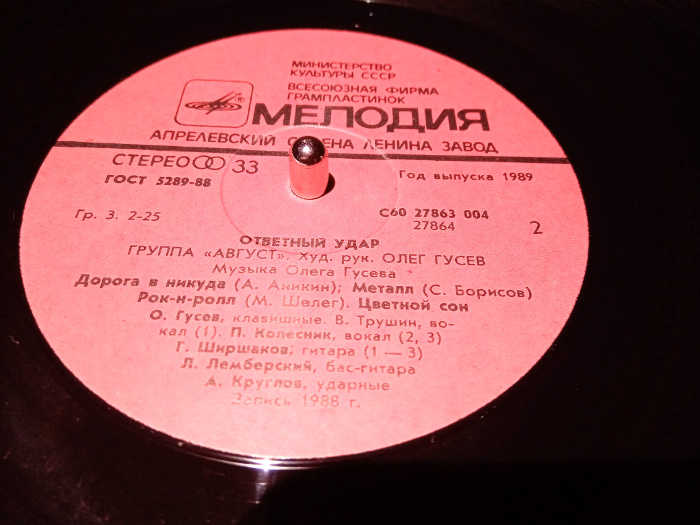 МИНИСТЕРСТВО
КУЛЬТУРЫ СССР
ВСЕСОЮЗНАЯ ФИРМА
ГРАМПЛАСТИНОК
МЕЛОДИЯ
АПРЕЛЕВСКИЙ ЛЕНИНА ЗАВОД
СТЕРЕО 33
ГОСТ 5289-88
Год выпуска 1989
Гр. 3. 2-25
С60 27863 004
27864
2
ОТВЕТНЫЙ УДАР
ГРУППА «АВГУСТ». Худ. рук. ОЛЕГ ГУСЕВ
Музыка Олега Гусева
Дорога в никуда (А. Аникин); Металл (С. Борисов)
Рок-н-ролл (М. Шелег). Цветной сон
О. Гусев, клавишные. В. Трушин, во-
кал (1). П. Колесник, вокал (2, 3)
Г. Ширшаков; гитара (1 — 3)
Л. Лемберский, бас-гитара
А. Круглов, ударные
Запись 1988 г.